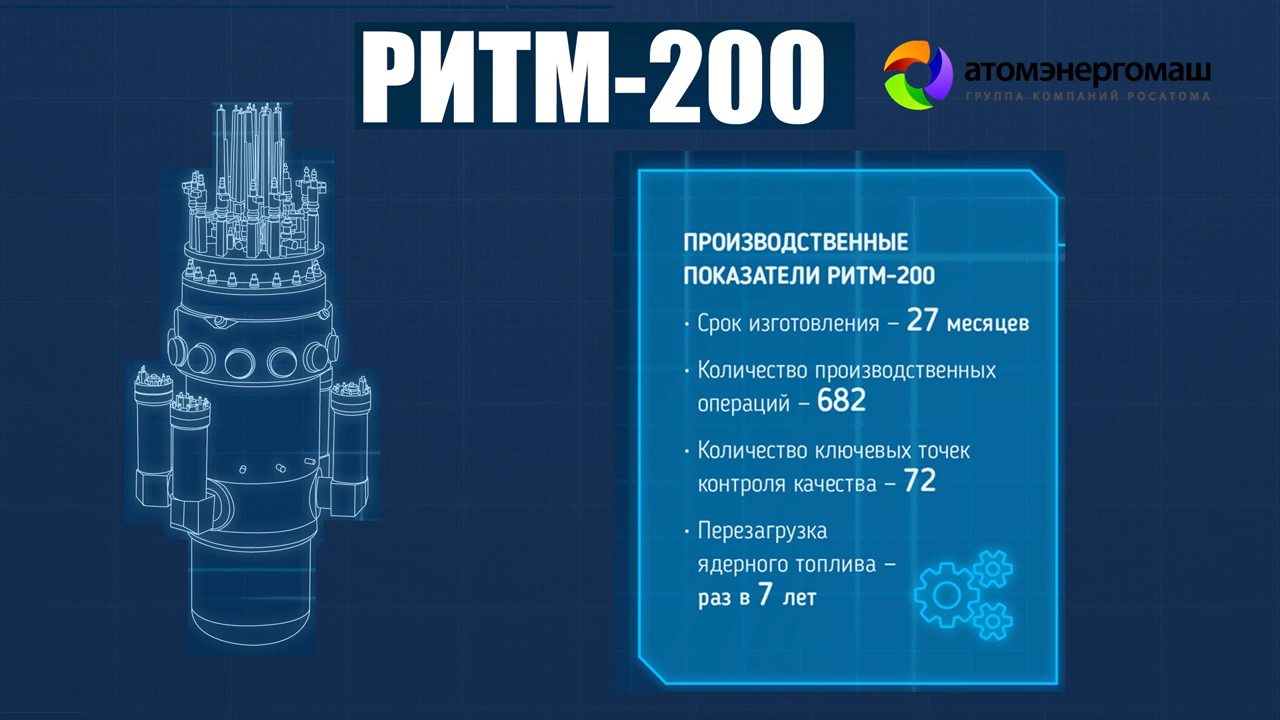 РИТМ-200
атомэнергомаш
ГРУППА КОМПАНИЙ РОСАТОМА
ПРОИЗВОДСТВЕННЫЕ
ПОКАЗАТЕЛИ РИТМ-200
· Срок изготовления – 27 месяцев
· Количество производственных
операций – 682
· Количество ключевых точек
контроля качества – 72
· Перезагрузка
ядерного топлива –
раз в 7 лет